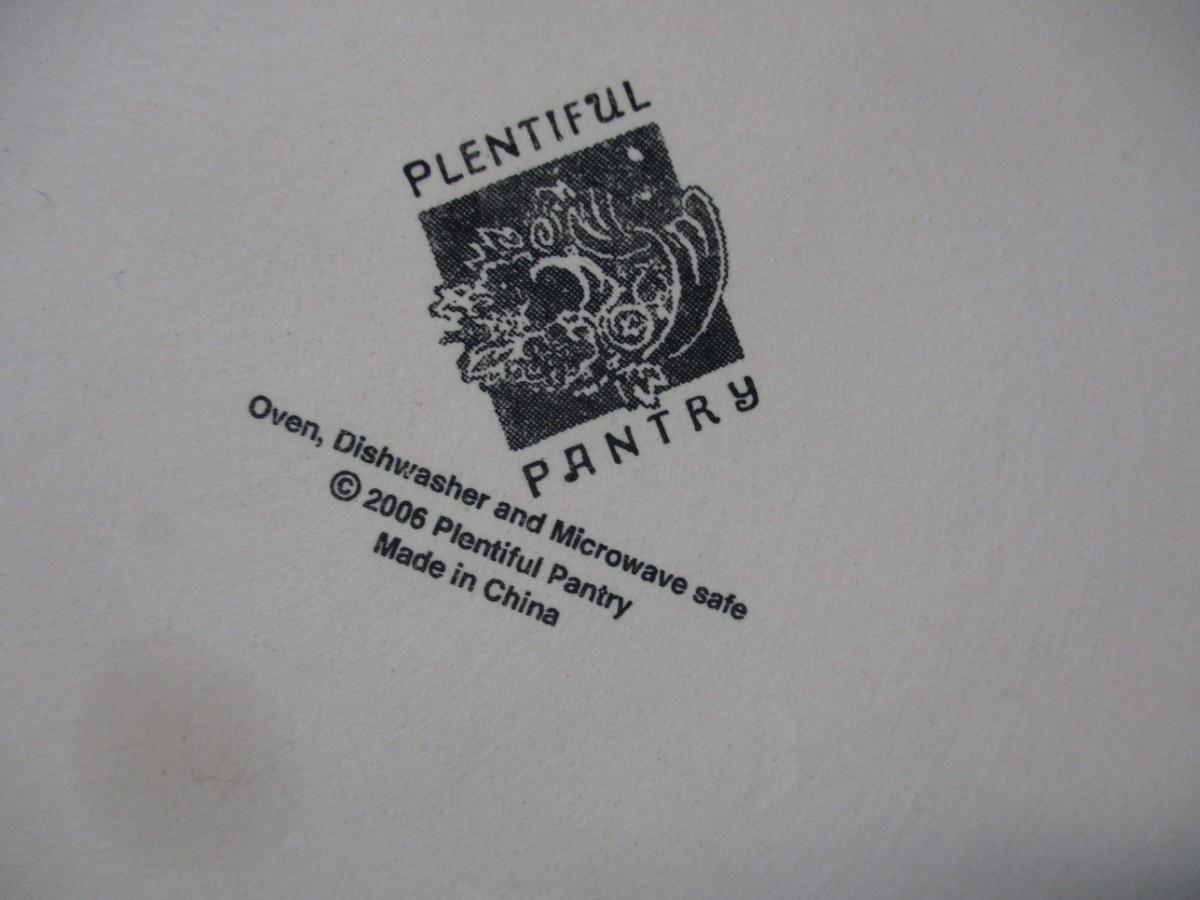 PLENTIFUL
PANTRY
Oven, Dishwasher and Microwave safe
© 2006 Plentiful Pantry
Made in China